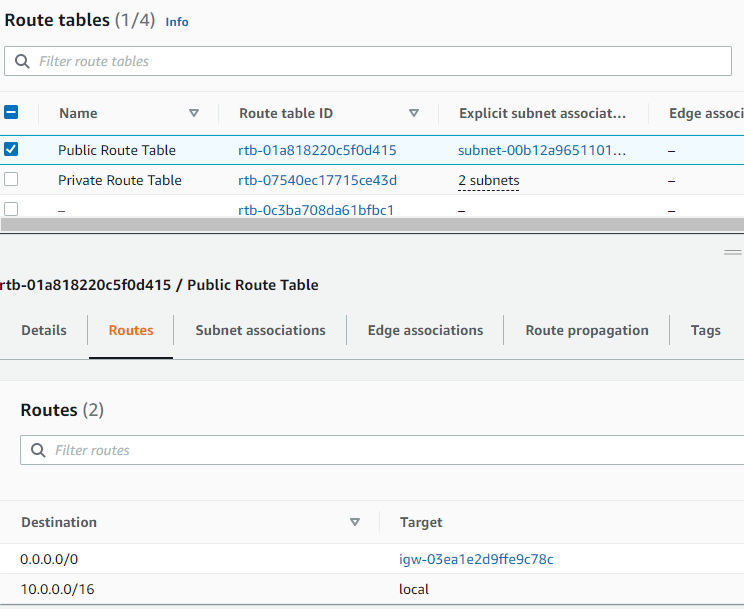 Route tables (1/4) Info
Filter route tables
Name Route table ID Explicit subnet associat... Edge associ
Public Route Table rtb-01a818220c5f0d415 subnet-00b12a9651101... –
Private Route Table rtb-07540ec17715ce43d 2 subnets –
– rtb-0c3ba708da61bfbc1 – –
rtb-01a818220c5f0d415 / Public Route Table
Details Routes Subnet associations Edge associations Route propagation Tags
Routes (2)
Filter routes
Destination Target
0.0.0.0/0 igw-03ea1e2d9ffe9c78c
10.0.0.0/16 local